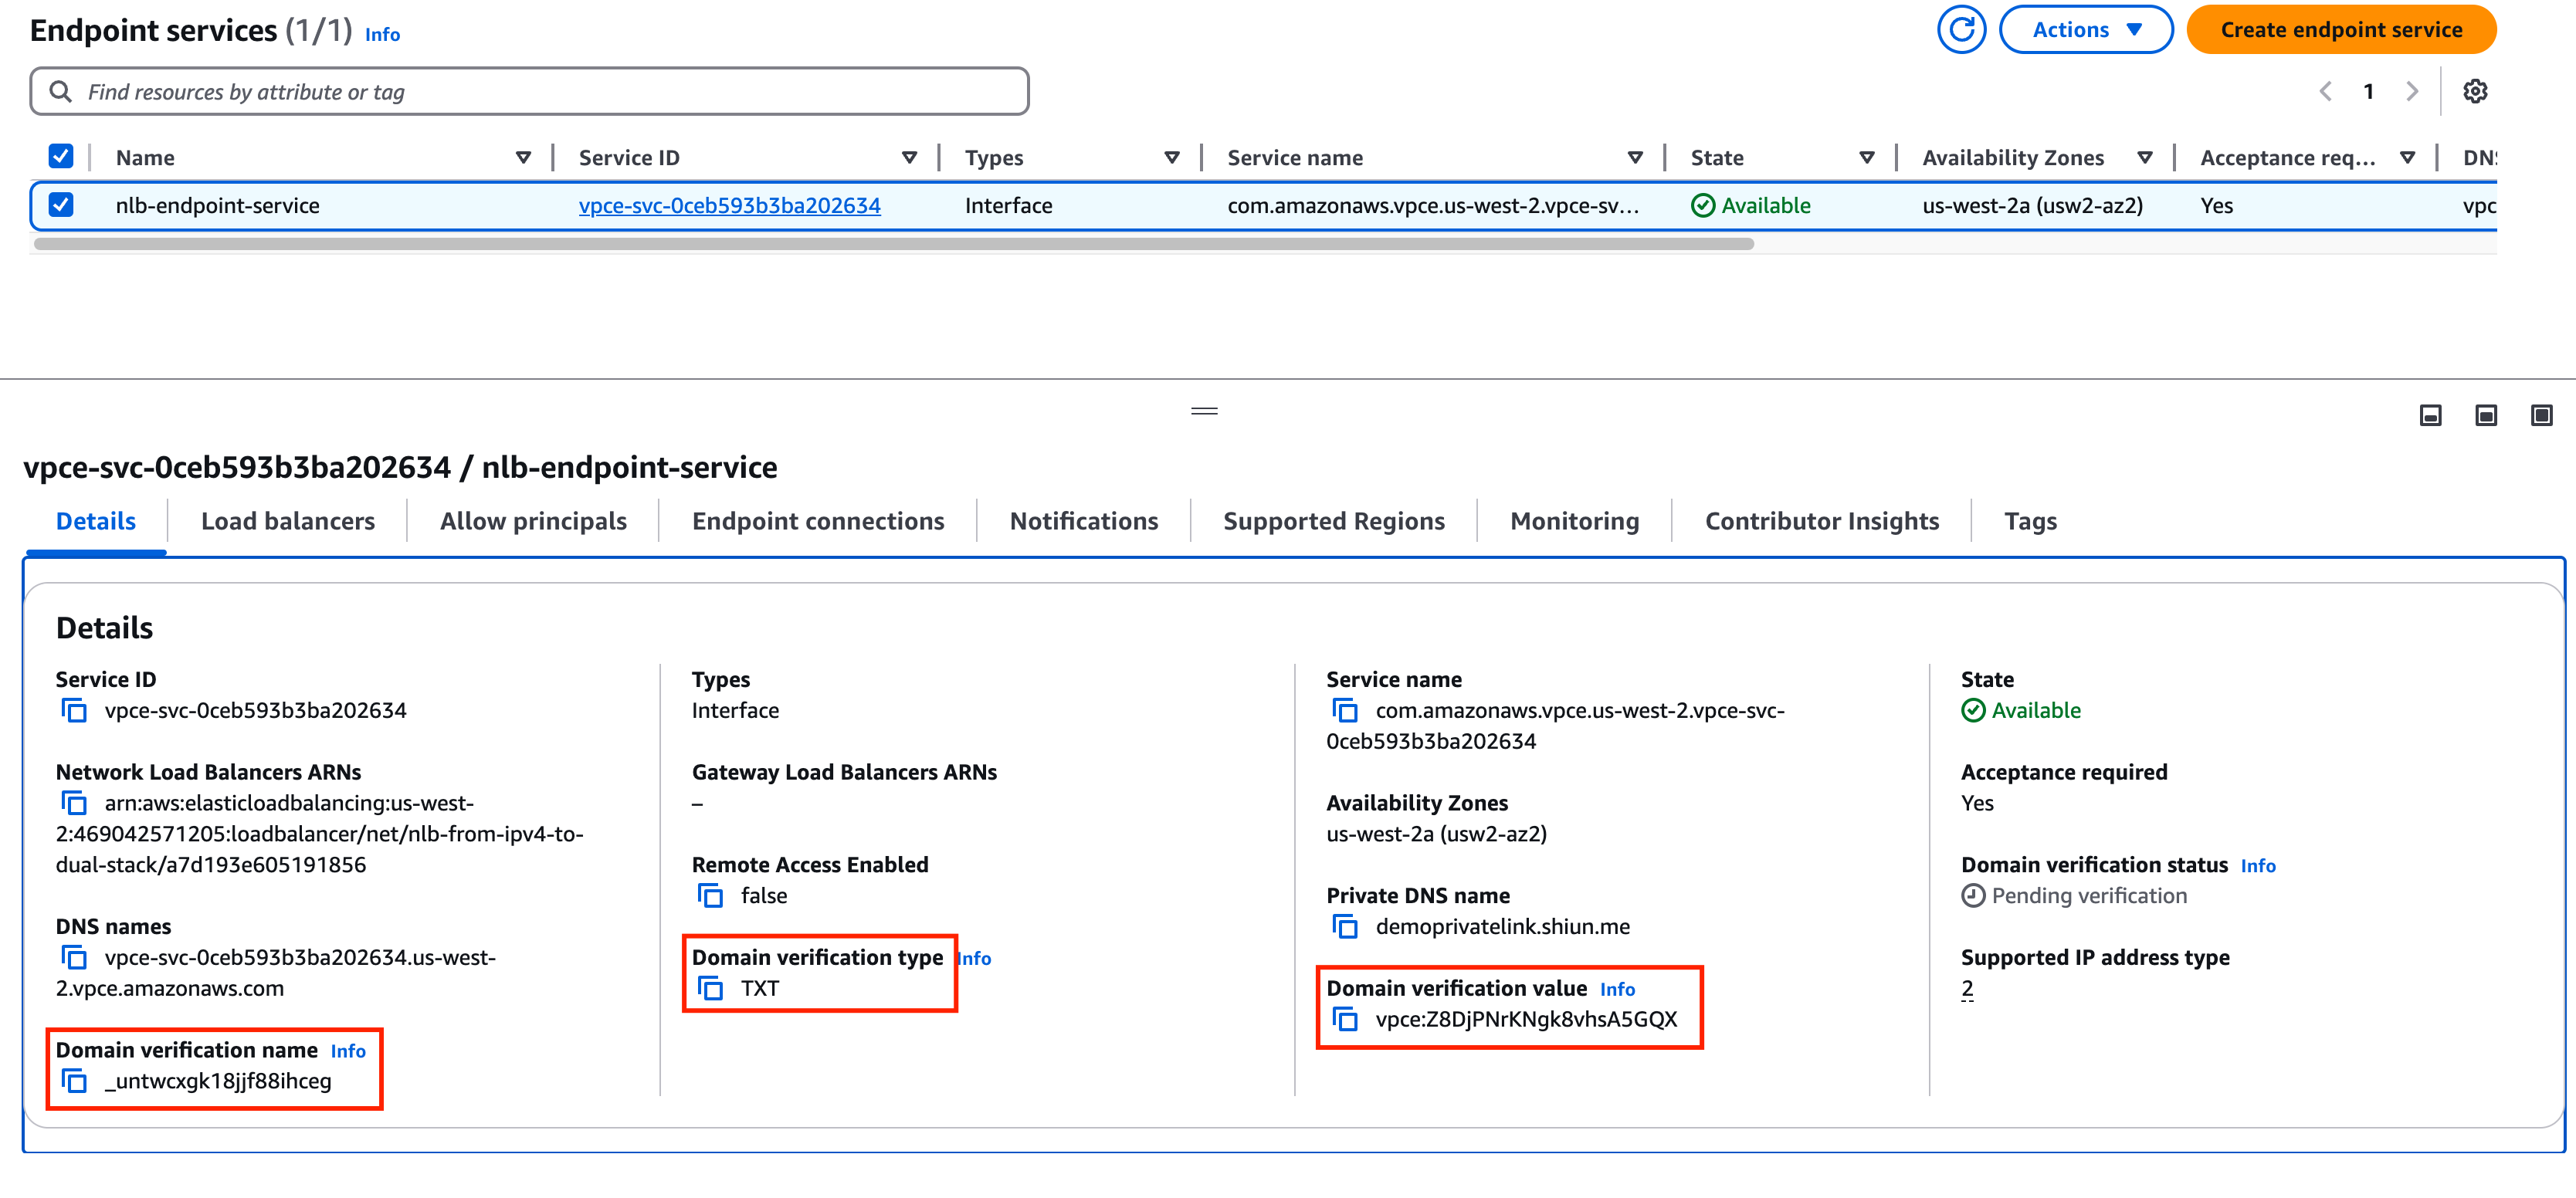 Endpoint services (1/1) Info
Actions
Create endpoint service
Find resources by attribute or tag
1
Name
Service ID
Types
Service name
State
Availability Zones
Acceptance req...
nlb-endpoint-service
vpce-svc-0ceb593b3ba202634
Interface
com.amazonaws.vpce.us-west-2.vpce-sv...
Available
us-west-2a (usw2-az2)
Yes
vpce-svc-0ceb593b3ba202634 / nlb-endpoint-service
Details
Load balancers
Allow principals
Endpoint connections
Notifications
Supported Regions
Monitoring
Contributor Insights
Tags
Details
Service ID
vpce-svc-0ceb593b3ba202634
Network Load Balancers ARNs
arn:aws:elasticloadbalancing:us-west-
2:469042571205:loadbalancer/net/nlb-from-ipv4-to-
dual-stack/a7d193e605191856
DNS names
vpce-svc-0ceb593b3ba202634.us-west-
2.vpce.amazonaws.com
Domain verification name Info
_untwcxgk18jjf88ihceg
Types
Interface
Gateway Load Balancers ARNs
–
Remote Access Enabled
false
Domain verification type Info
TXT
Service name
com.amazonaws.vpce.us-west-2.vpce-svc-
0ceb593b3ba202634
Availability Zones
us-west-2a (usw2-az2)
Private DNS name
demoprivatelink.shiun.me
Domain verification value Info
vpce:Z8DjPNrKNgk8vhsA5GQX
State
Available
Acceptance required
Yes
Domain verification status Info
Pending verification
Supported IP address type
2